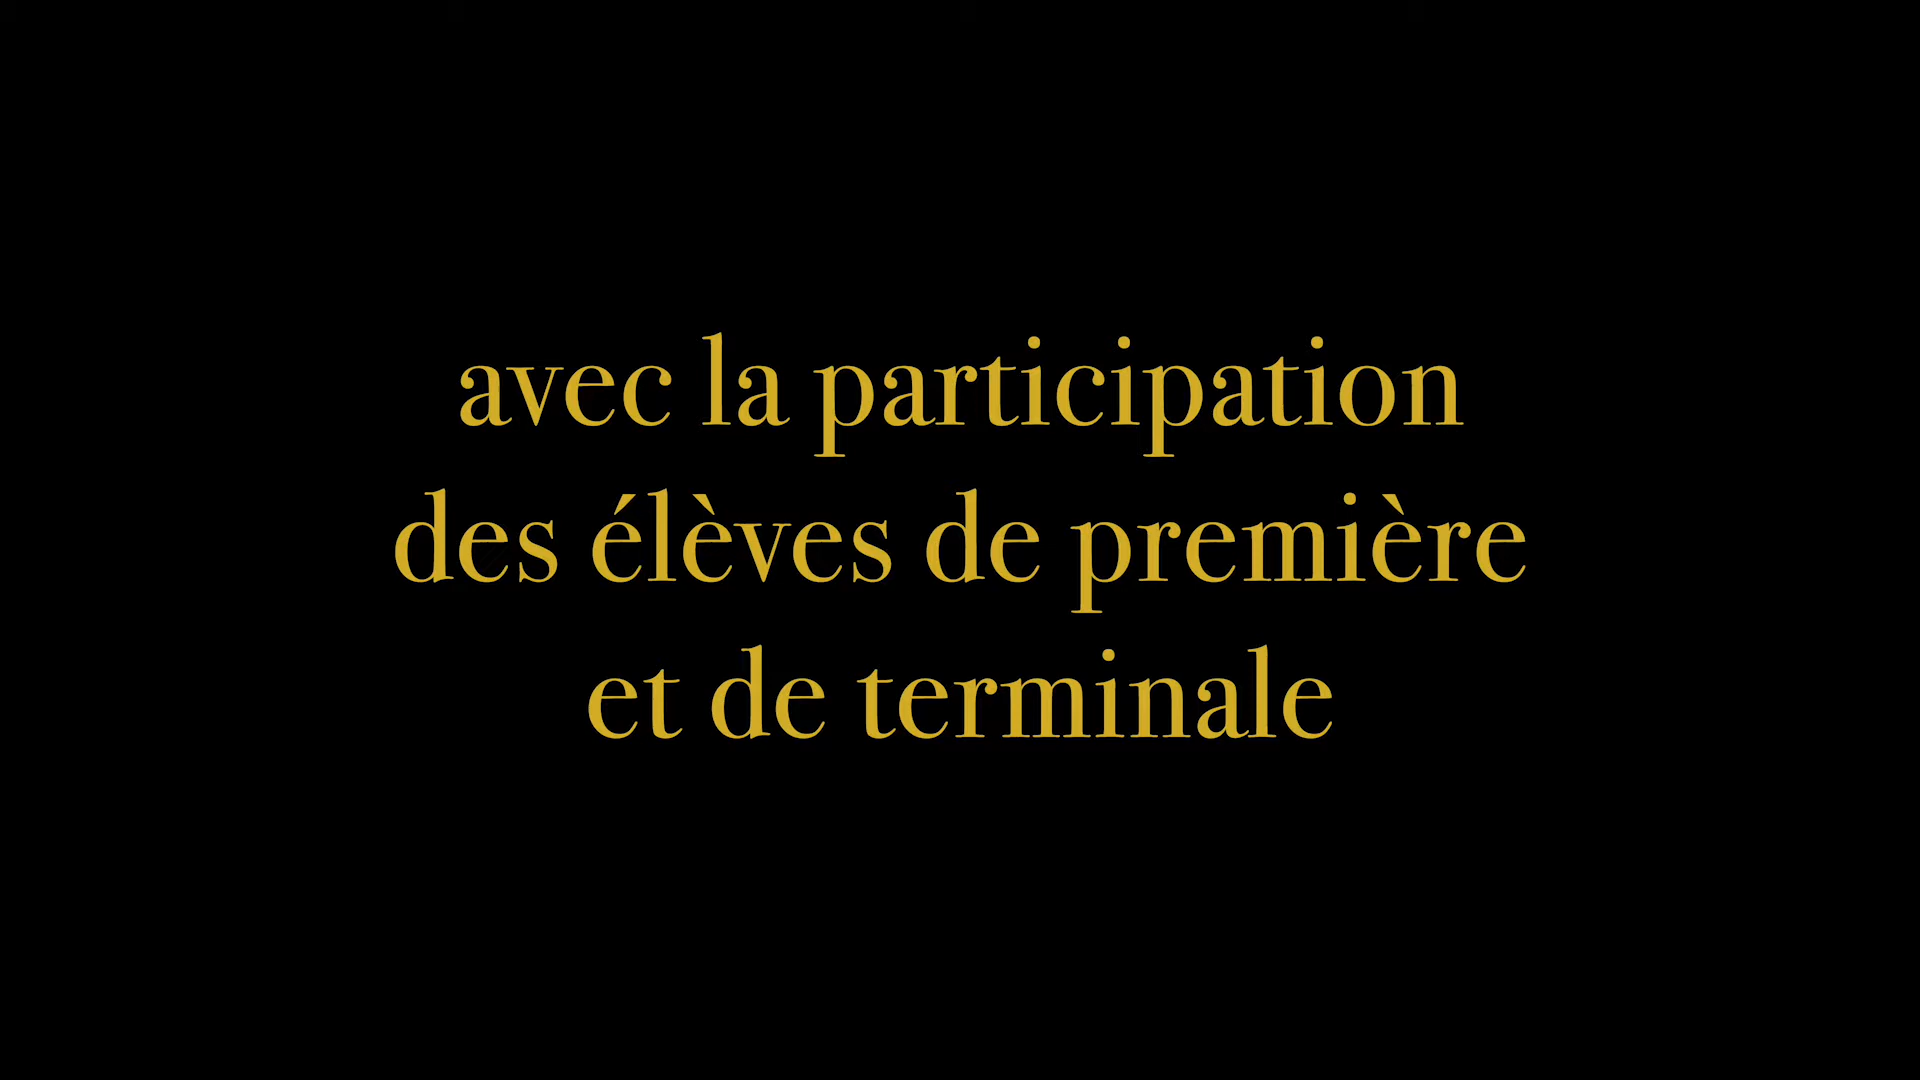 avec la participation
des élèves de première
et de terminale